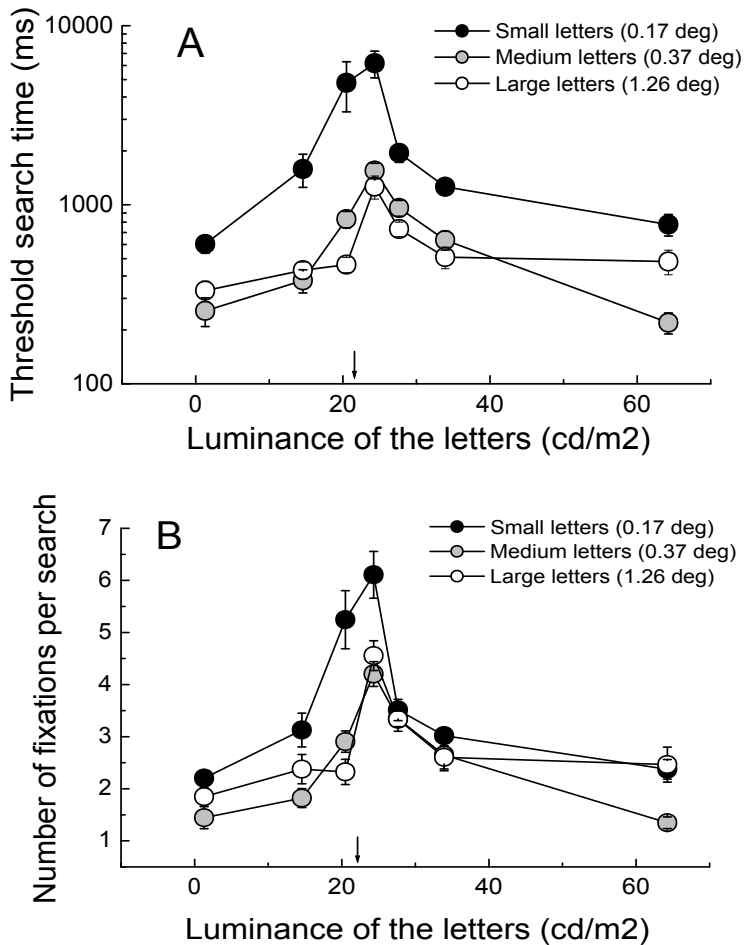 A
Small letters (0.17 deg)
Medium letters (0.37 deg)
Large letters (1.26 deg)
Threshold search time (ms)
10000
1000
100
0 20 40 60
Luminance of the letters (cd/m2)
B
Small letters (0.17 deg)
Medium letters (0.37 deg)
Large letters (1.26 deg)
Number of fixations per search
7
6
5
4
3
2
1
0 20 40 60
Luminance of the letters (cd/m2)